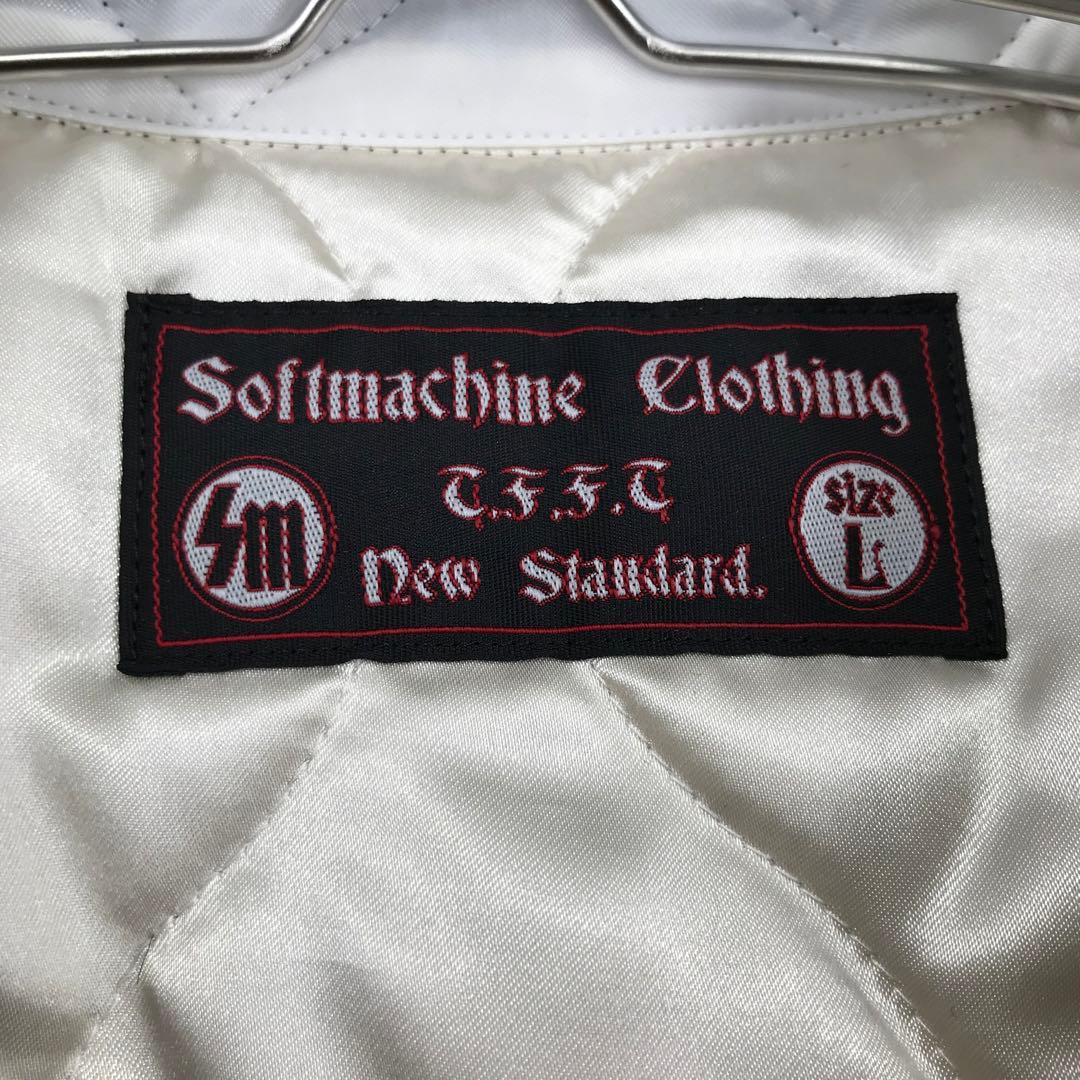 Softmachine Clothing
T.F.F.T
New Standard.
SM
Size
L